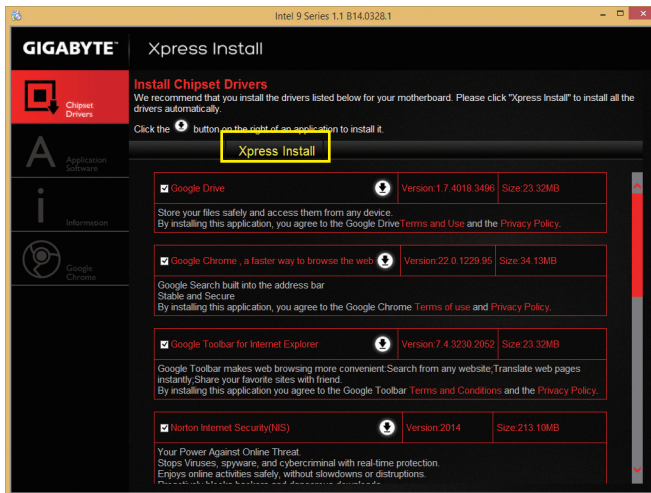 Intel 9 Series 1.1 B14.0328.1
GIGABYTE™
Xpress Install
Chipset
Drivers
Application
Software
Information
Google
Chrome
Install Chipset Drivers
We recommend that you install the drivers listed below for your motherboard. Please click "Xpress Install" to install all the
drivers automatically.
Click the button on the right of an application to install it.
Xpress Install
Google Drive Version:1.7.4018.3496 Size:23.32MB
Store your files safely and access them from any device.
By installing this application, you agree to the Google DriveTerms and Use and the Privacy Policy.
Google Chrome , a faster way to browse the web Version:22.0.1229.95 Size:34.13MB
Google Search built into the address bar
Stable and Secure
By installing this application, you agree to the Google Chrome Terms of use and Privacy Policy.
Google Toolbar for Internet Explorer Version:7.4.3230.2052 Size:23.32MB
Google Toolbar makes web browsing more convenient:Search from any website;Translate web pages
instantly;Share your favorite sites with friend.
By installing this application you agree to the Google Toolbar Terms and Conditions and the Privacy Policy.
Norton Internet Security(NIS) Version:2014 Size:213.10MB
Your Power Against Online Threat.
Stops Viruses, spyware, and cybercriminal with real-time protection.
Enjoys online activities safely, without slowdowns or distruptions.
Proactively blocks hackers and dangerous downloads.